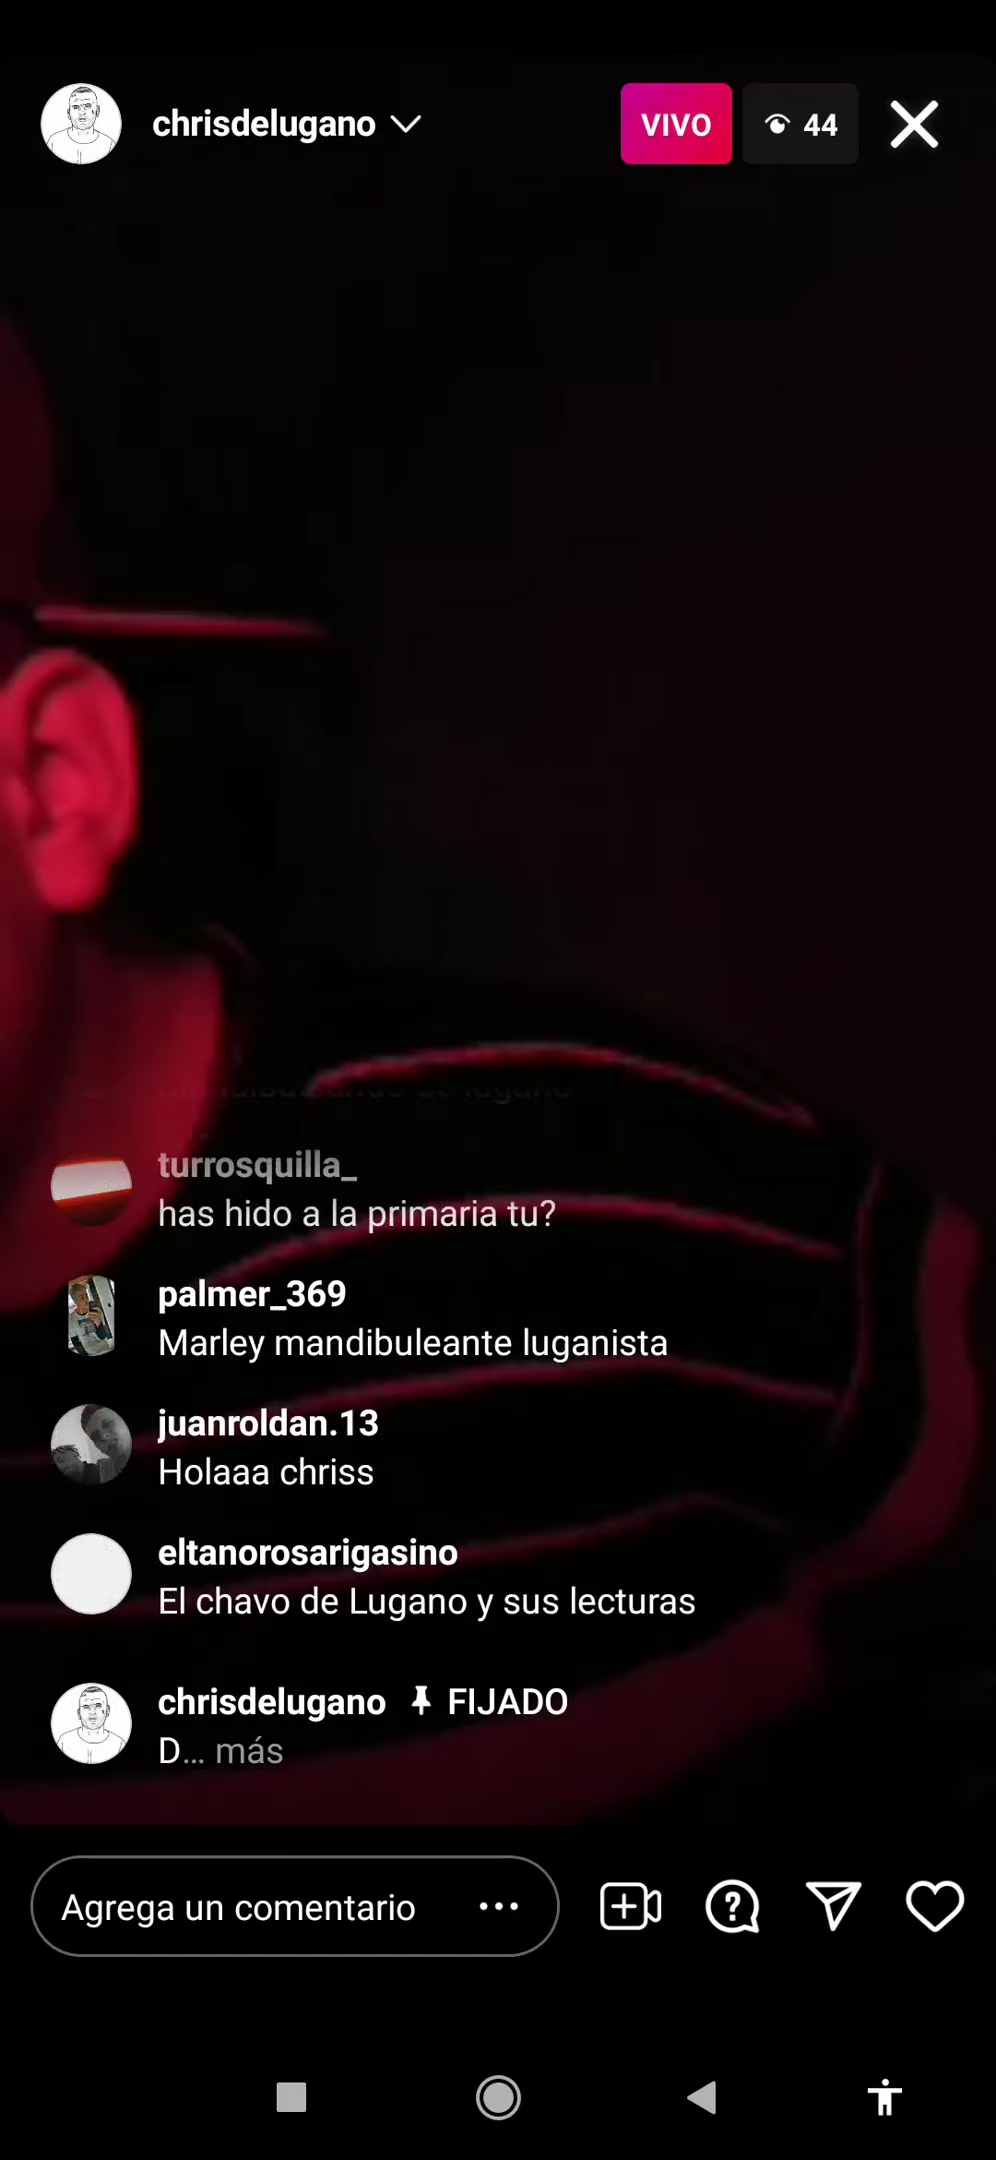 chrisdelugano
VIVO
44
turrosquilla_
has hido a la primaria tu?
palmer_369
Marley mandibuleante luganista
juanroldan.13
Holaaa chriss
eltanorosarigasino
El chavo de Lugano y sus lecturas
chrisdelugano FIJADO
D... más
Agrega un comentario